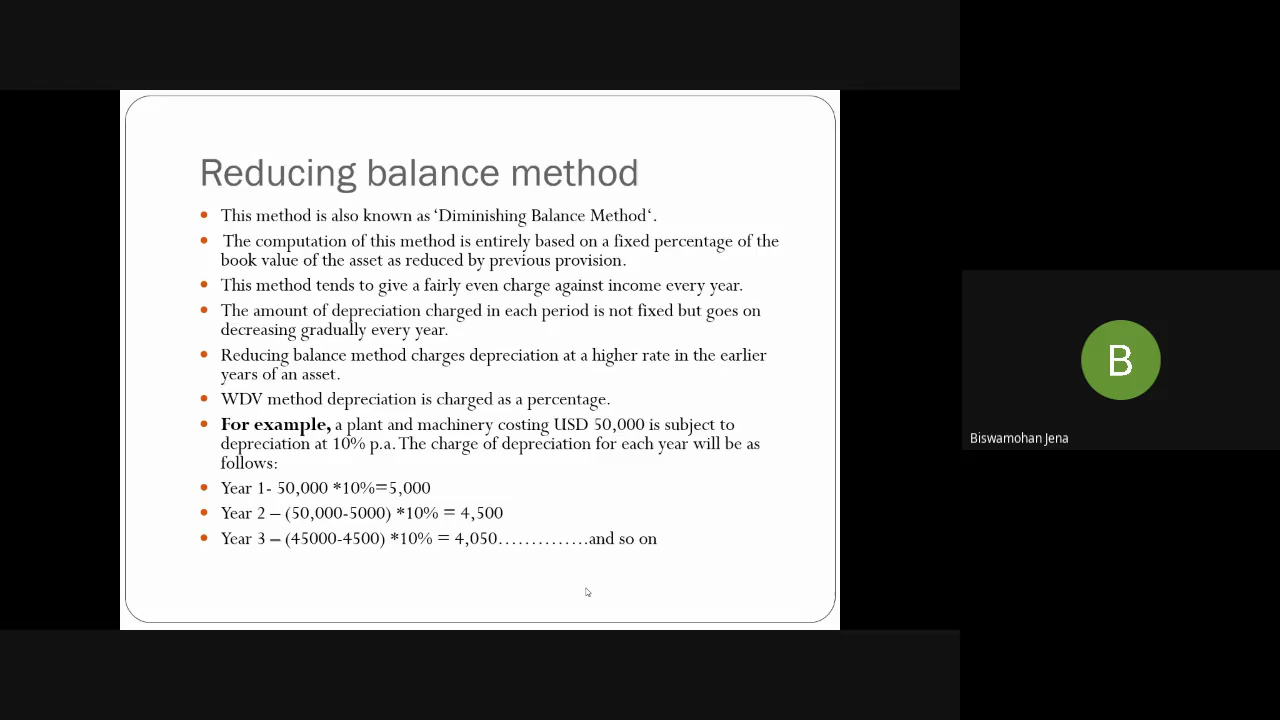 Reducing balance method
• This method is also known as ‘Diminishing Balance Method‘.
• The computation of this method is entirely based on a fixed percentage of the
book value of the asset as reduced by previous provision.
• This method tends to give a fairly even charge against income every year.
• The amount of depreciation charged in each period is not fixed but goes on
decreasing gradually every year.
• Reducing balance method charges depreciation at a higher rate in the earlier
years of an asset.
• WDV method depreciation is charged as a percentage.
• For example, a plant and machinery costing USD 50,000 is subject to
depreciation at 10% p.a. The charge of depreciation for each year will be as
follows:
• Year 1- 50,000 *10%=5,000
• Year 2 – (50,000-5000) *10% = 4,500
• Year 3 – (45000-4500) *10% = 4,050…………..and so on
B
Biswamohan Jena